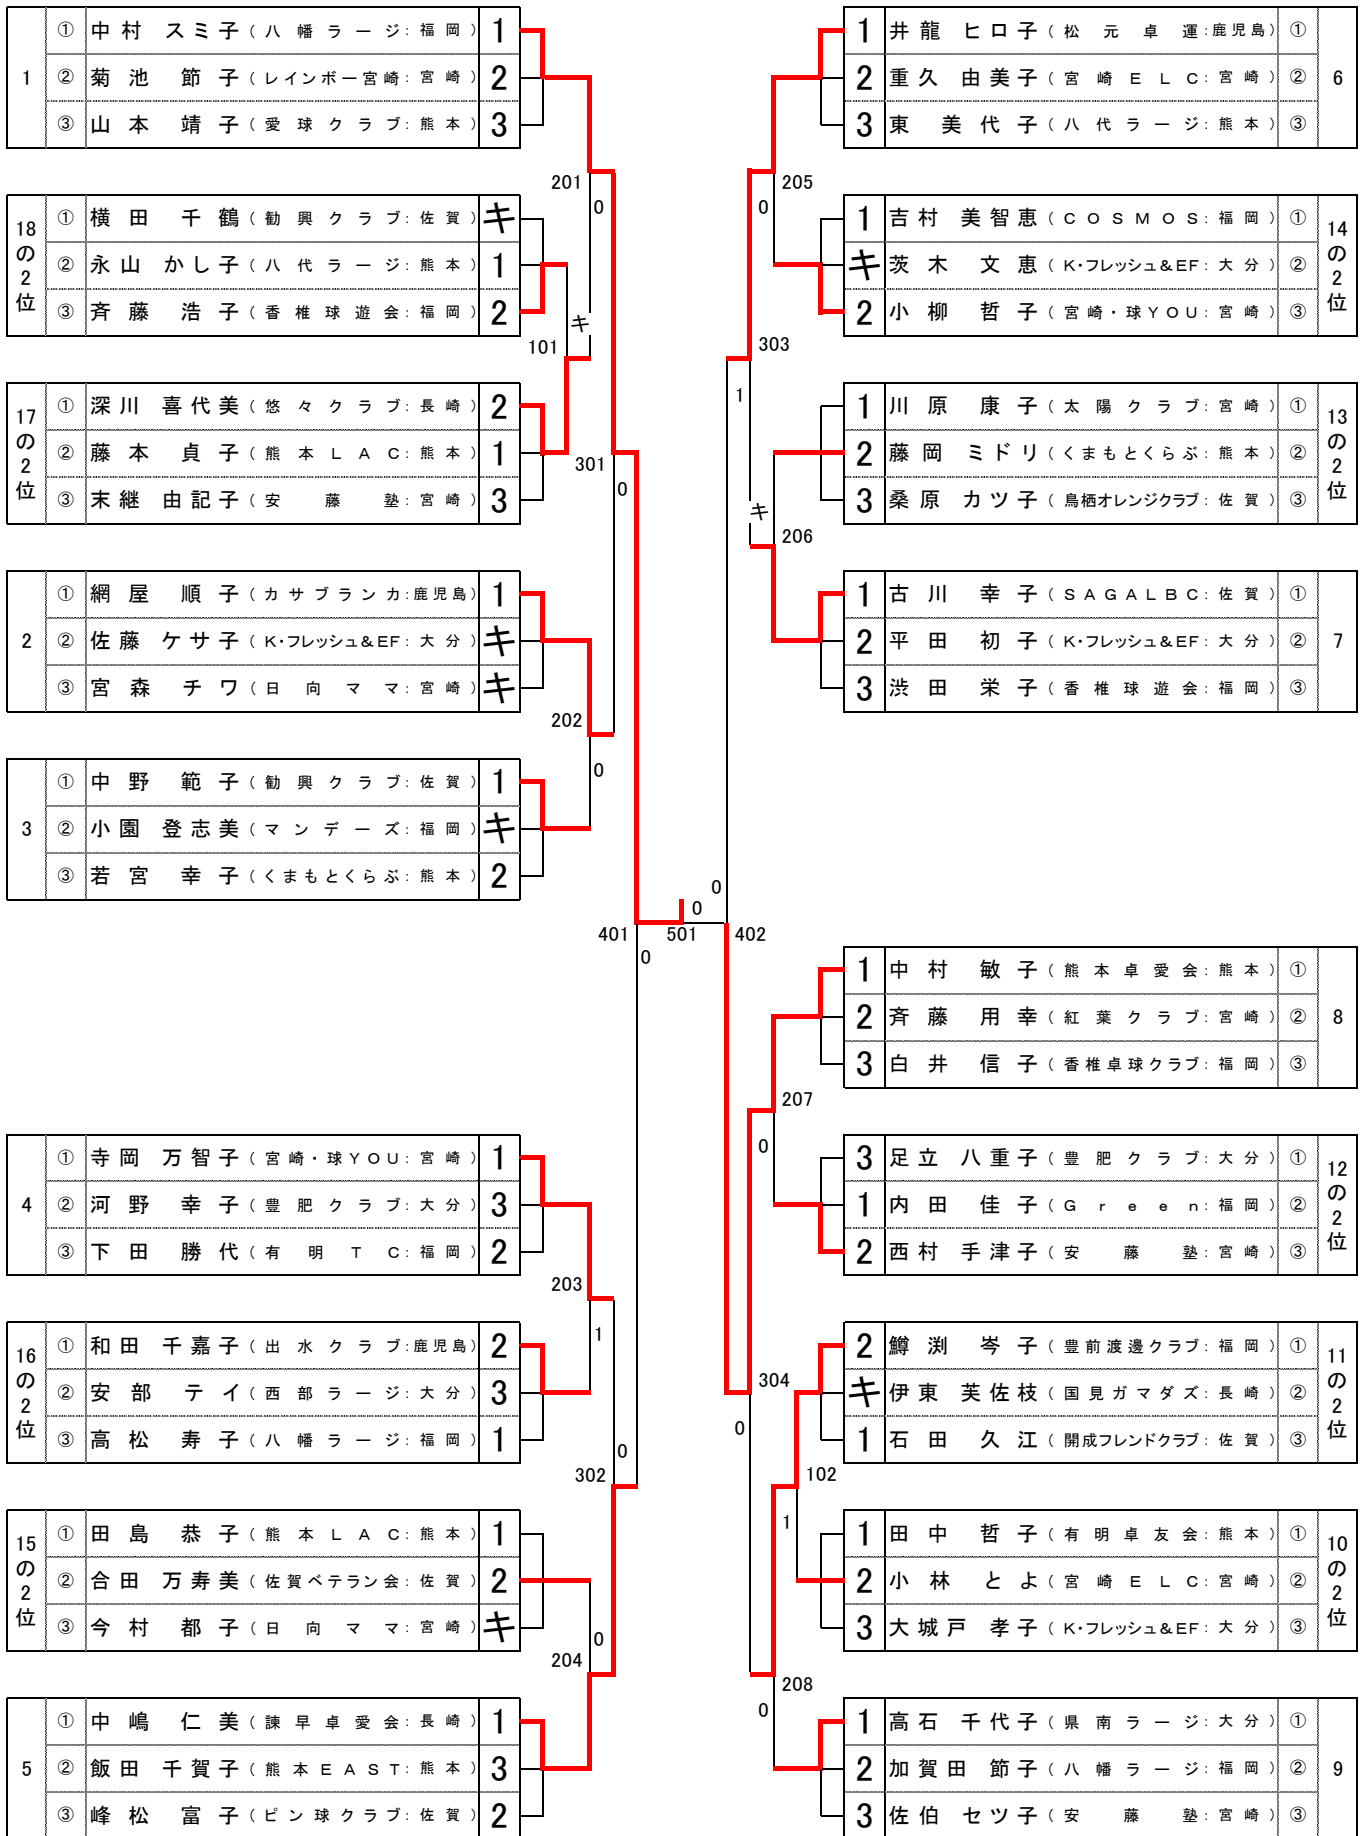 1
① 中村 スミ子 (八幡ラージ:福岡) 1
② 菊池 節子 (レインボー宮崎:宮崎) 2
③ 山本 靖子 (愛球クラブ:熊本) 3
201
0
18の2位
① 横田 千鶴 (勧興クラブ:佐賀) キ
② 永山 かし子 (八代ラージ:熊本) 1
③ 斉藤 浩子 (香椎球遊会:福岡) 2
キ
101
17の2位
① 深川 喜代美 (悠々クラブ:長崎) 2
② 藤本 貞子 (熊本LAC:熊本) 1
③ 末継 由記子 (安藤塾:宮崎) 3
301
0
2
① 網屋 順子 (カサブランカ:鹿児島) 1
② 佐藤 ケサ子 (K・フレッシュ&EF:大分) キ
③ 宮森 チワ (日向ママ:宮崎) キ
202
0
3
① 中野 範子 (勧興クラブ:佐賀) 1
② 小園 登志美 (マンデーズ:福岡) キ
③ 若宮 幸子 (くまもとくらぶ:熊本) 2
401
0
501
0
402
0
4
① 寺岡 万智子 (宮崎・球YOU:宮崎) 1
② 河野 幸子 (豊肥クラブ:大分) 3
③ 下田 勝代 (有明TC:福岡) 2
203
1
16の2位
① 和田 千嘉子 (出水クラブ:鹿児島) 2
② 安部 テイ (西部ラージ:大分) 3
③ 高松 寿子 (八幡ラージ:福岡) 1
0
302
15の2位
① 田島 恭子 (熊本LAC:熊本) 1
② 合田 万寿美 (佐賀ベテラン会:佐賀) 2
③ 今村 都子 (日向ママ:宮崎) キ
0
204
5
① 中嶋 仁美 (諫早卓愛会:長崎) 1
② 飯田 千賀子 (熊本EAST:熊本) 3
③ 峰松 富子 (ピン球クラブ:佐賀) 2
1 井龍 ヒロ子 (松元卓運:鹿児島) ①
2 重久 由美子 (宮崎ELC:宮崎) ②
3 東 美代子 (八代ラージ:熊本) ③
6
205
0
1 吉村 美智恵 (COSMOS:福岡) ①
キ 茨木 文恵 (K・フレッシュ&EF:大分) ②
2 小柳 哲子 (宮崎・球YOU:宮崎) ③
14の2位
303
1
1 川原 康子 (太陽クラブ:宮崎) ①
2 藤岡 ミドリ (くまもとくらぶ:熊本) ②
3 桑原 カツ子 (鳥栖オレンジクラブ:佐賀) ③
13の2位
キ
206
1 古川 幸子 (SAGALBC:佐賀) ①
2 平田 初子 (K・フレッシュ&EF:大分) ②
3 渋田 栄子 (香椎球遊会:福岡) ③
7
1 中村 敏子 (熊本卓愛会:熊本) ①
2 斉藤 用幸 (紅葉クラブ:宮崎) ②
3 白井 信子 (香椎卓球クラブ:福岡) ③
8
207
0
3 足立 八重子 (豊肥クラブ:大分) ①
1 内田 佳子 (Green:福岡) ②
2 西村 手津子 (安藤塾:宮崎) ③
12の2位
304
0
2 鱒渕 岑子 (豊前渡邊クラブ:福岡) ①
キ 伊東 芙佐枝 (国見ガマダズ:長崎) ②
1 石田 久江 (開成フレンドクラブ:佐賀) ③
11の2位
102
1
1 田中 哲子 (有明卓友会:熊本) ①
2 小林 とよ (宮崎ELC:宮崎) ②
3 大城戸 孝子 (K・フレッシュ&EF:大分) ③
10の2位
208
0
1 高石 千代子 (県南ラージ:大分) ①
2 加賀田 節子 (八幡ラージ:福岡) ②
3 佐伯 セツ子 (安藤塾:宮崎) ③
9